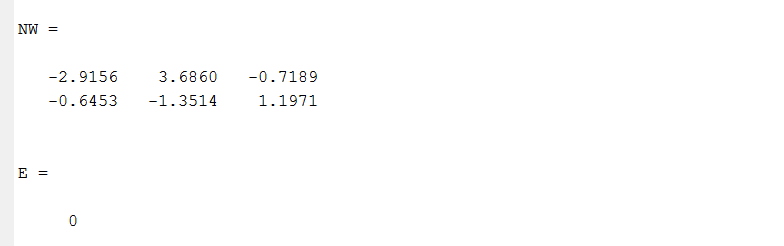 NW =
-2.9156 3.6860 -0.7189
-0.6453 -1.3514 1.1971
E =
0